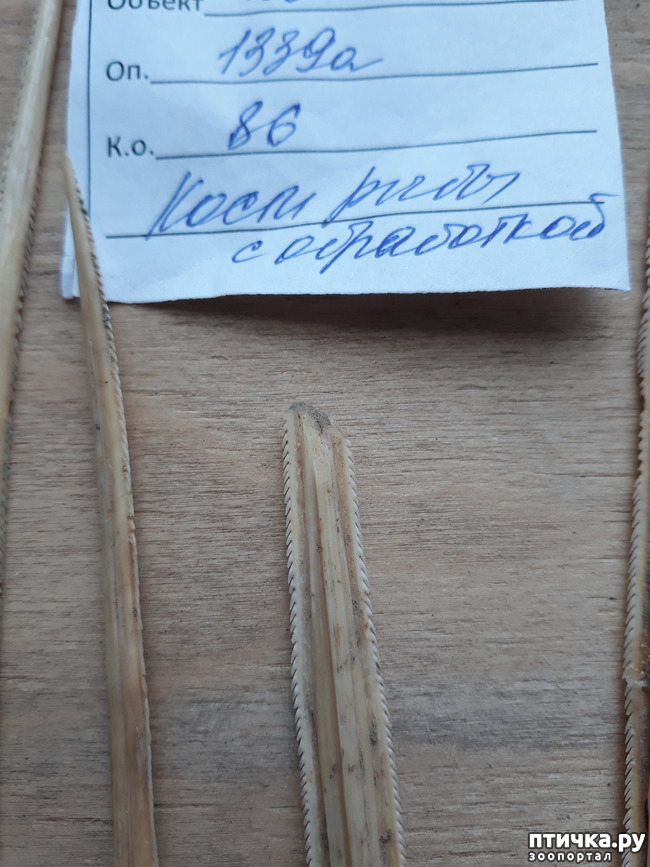 Объект
Оп. 1339а
К.о. 86
Кости рыбы
с обработкой
птичка.ру
зоопортал